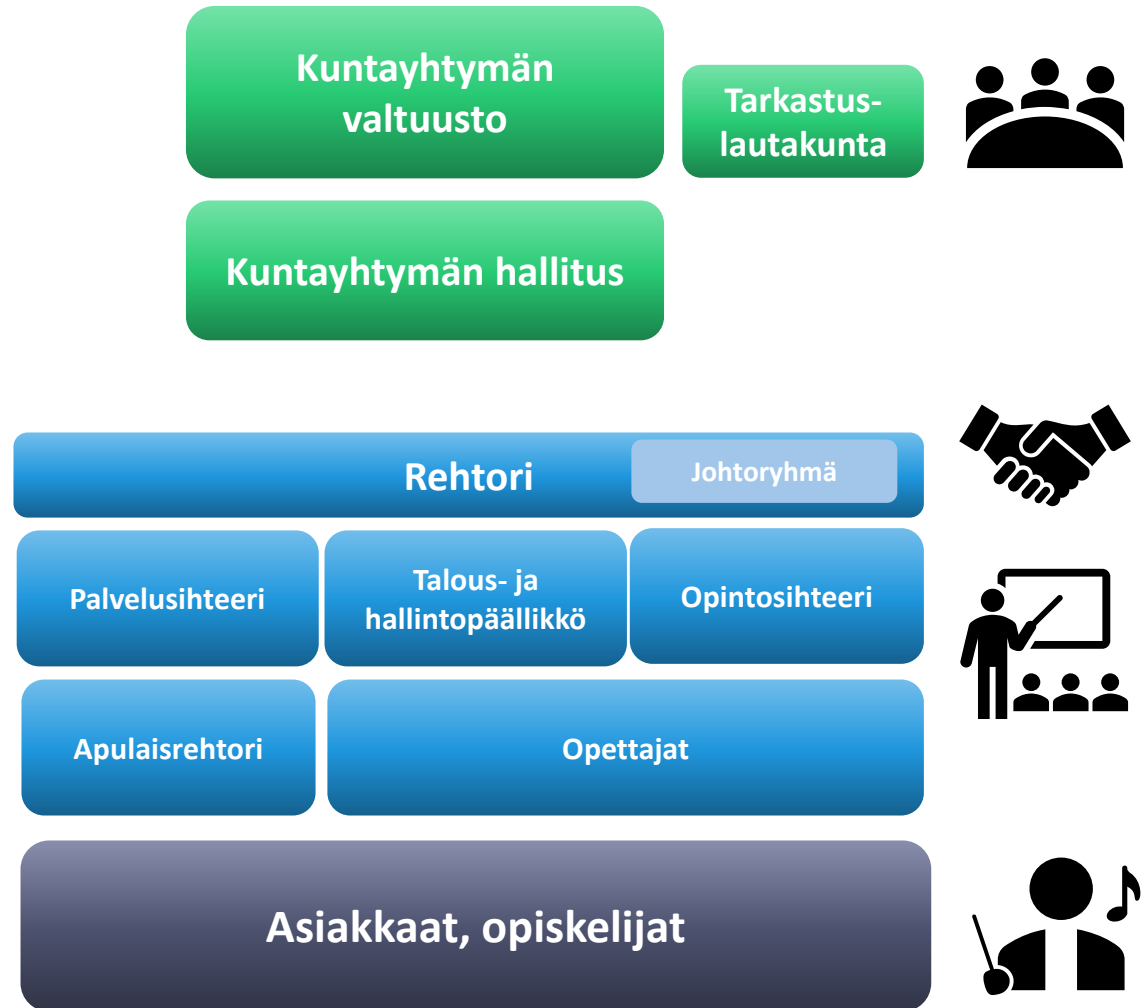 Kuntayhtymän
valtuusto
Tarkastus-
lautakunta
Kuntayhtymän hallitus
Rehtori
Johtoryhmä
Palvelusihteeri
Talous- ja
hallintopäällikkö
Opintosihteeri
Apulaisrehtori
Opettajat
Asiakkaat, opiskelijat